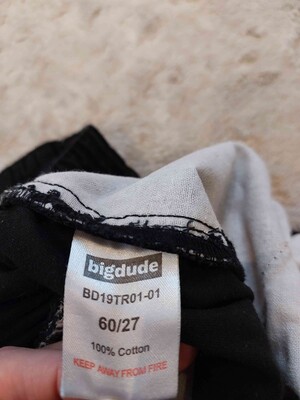 bigdude
BD19TR01-01
60/27
100% Cotton
KEEP AWAY FROM FIRE